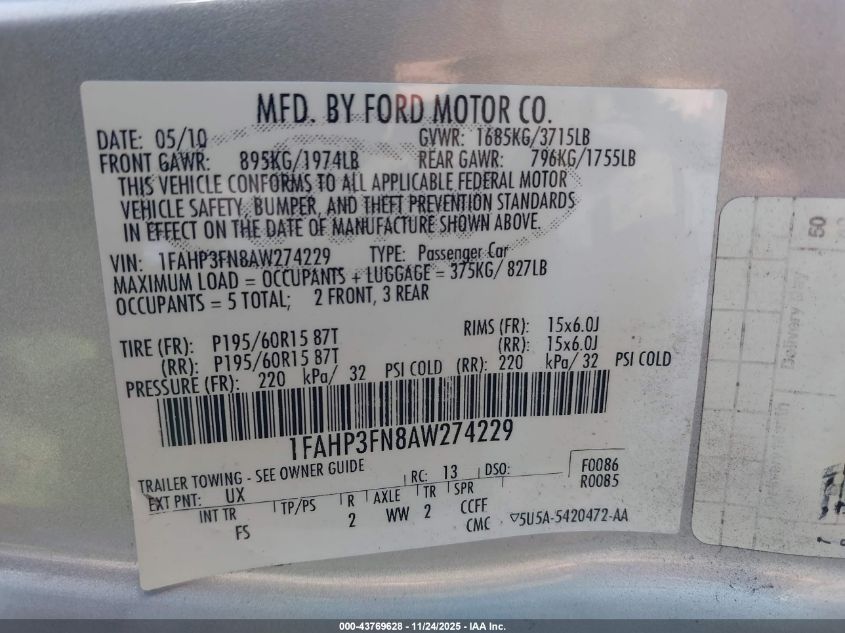 MFD. BY FORD MOTOR CO.
DATE: 05/10 GVWR: 1685KG/3715LB
FRONT GAWR: 895KG/1974LB REAR GAWR: 796KG/1755LB
THIS VEHICLE CONFORMS TO ALL APPLICABLE FEDERAL MOTOR
VEHICLE SAFETY, BUMPER, AND THEFT PREVENTION STANDARDS
IN EFFECT ON THE DATE OF MANUFACTURE SHOWN ABOVE.
VIN: 1FAHP3FN8AW274229 TYPE: Passenger Car
MAXIMUM LOAD = OCCUPANTS + LUGGAGE = 375KG/ 827LB
OCCUPANTS = 5 TOTAL; 2 FRONT, 3 REAR
TIRE (FR): P195/60R15 87T RIMS (FR): 15x6.0J
(RR): P195/60R15 87T (RR): 15x6.0J
PRESSURE (FR): 220 kPa/ 32 PSI COLD (RR): 220 kPa/ 32 PSI COLD
1FAHP3FN8AW274229
TRAILER TOWING - SEE OWNER GUIDE RC: 13 DSO: F0086
R0085
EXT PNT: UX
INT TR TP/PS R AXLE TR SPR
FS 2 WW 2 CCFF
CMC ▽5U5A-5420472-AA
50
Delivery Day
000-43769628 - 11/24/2025 - IAA Inc.